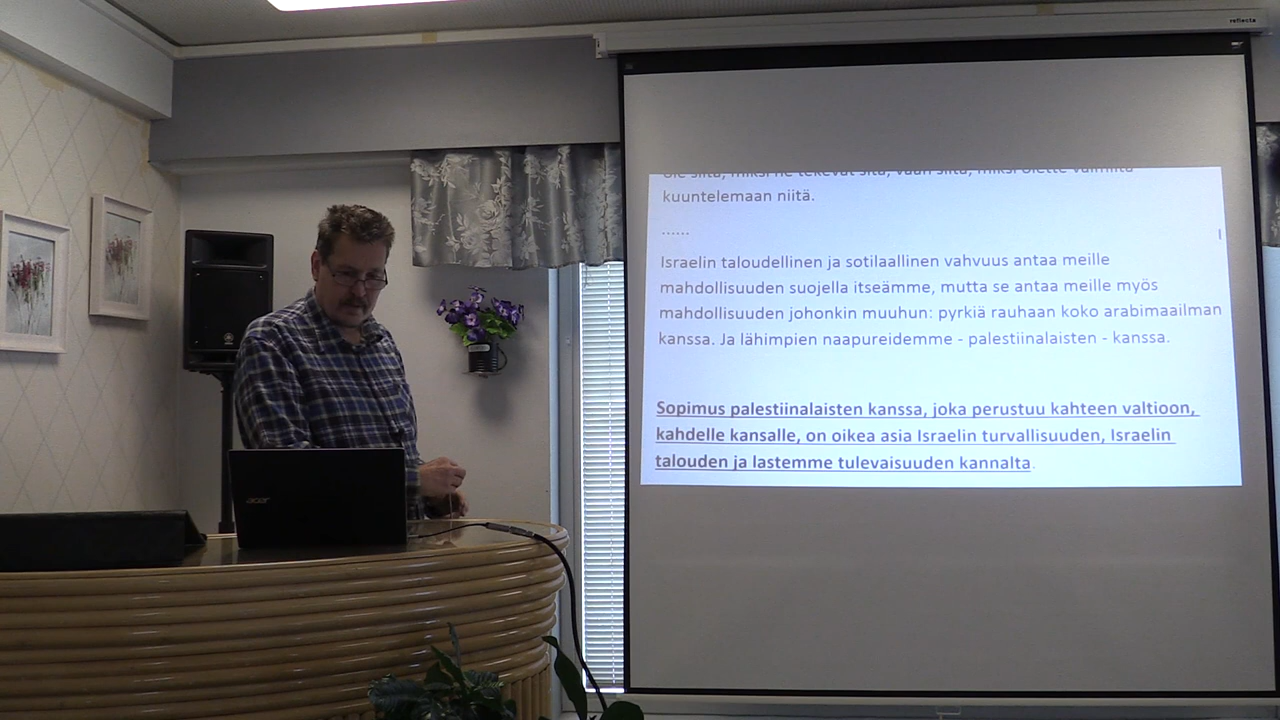 reflecta
kuuntelemaan niitä.
......
Israelin taloudellinen ja sotilaallinen vahvuus antaa meille
mahdollisuuden suojella itseämme, mutta se antaa meille myös
mahdollisuuden johonkin muuhun: pyrkiä rauhaan koko arabimaailman
kanssa. Ja lähimpien naapureidemme - palestiinalaisten - kanssa.
Sopimus palestiinalaisten kanssa, joka perustuu kahteen valtioon,
kahdelle kansalle, on oikea asia Israelin turvallisuuden, Israelin
talouden ja lastemme tulevaisuuden kannalta.
acer